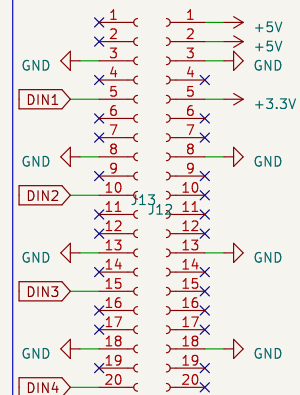 1 1 +5V
2 2 +5V
GND 3 3 GND
4 4
DIN1 5 5 +3.3V
6 6
7 7
GND 8 8 GND
9 9
DIN2 10 10
J13 J12
11 11
12 12
GND 13 13 GND
14 14
DIN3 15 15
16 16
17 17
GND 18 18 GND
19 19
DIN4 20 20